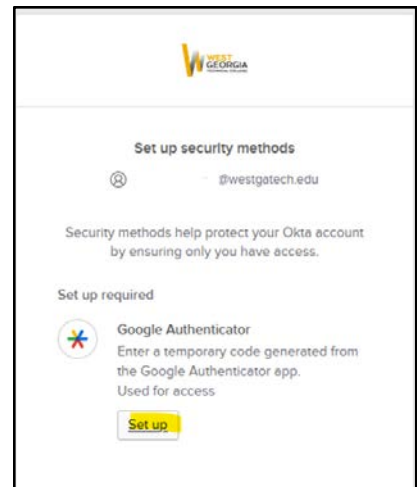 WEST
GEORGIA
TECHNICAL COLLEGE
Set up security methods
@westgatech.edu
Security methods help protect your Okta account
by ensuring only you have access.
Set up required
Google Authenticator
Enter a temporary code generated from
the Google Authenticator app.
Used for access
Set up